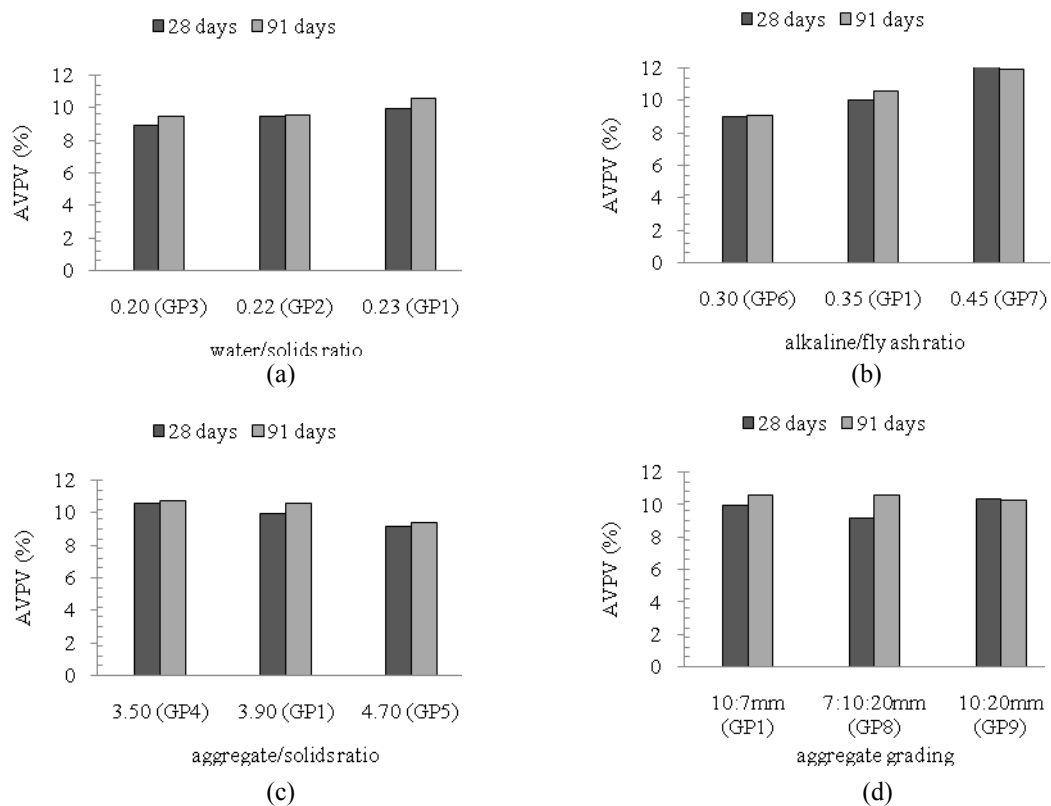 28 days 91 days
12
10
8
6
4
2
0
AVPV (%)
0.20 (GP3) 0.22 (GP2) 0.23 (GP1)
water/solids ratio
(a)
28 days 91 days
12
10
8
6
4
2
0
AVPV (%)
0.30 (GP6) 0.35 (GP1) 0.45 (GP7)
alkaline/fly ash ratio
(b)
28 days 91 days
12
10
8
6
4
2
0
AVPV (%)
3.50 (GP4) 3.90 (GP1) 4.70 (GP5)
aggregate/solids ratio
(c)
28 days 91 days
12
10
8
6
4
2
0
AVPV (%)
10:7mm 7:10:20mm 10:20mm
(GP1) (GP8) (GP9)
aggregate grading
(d)